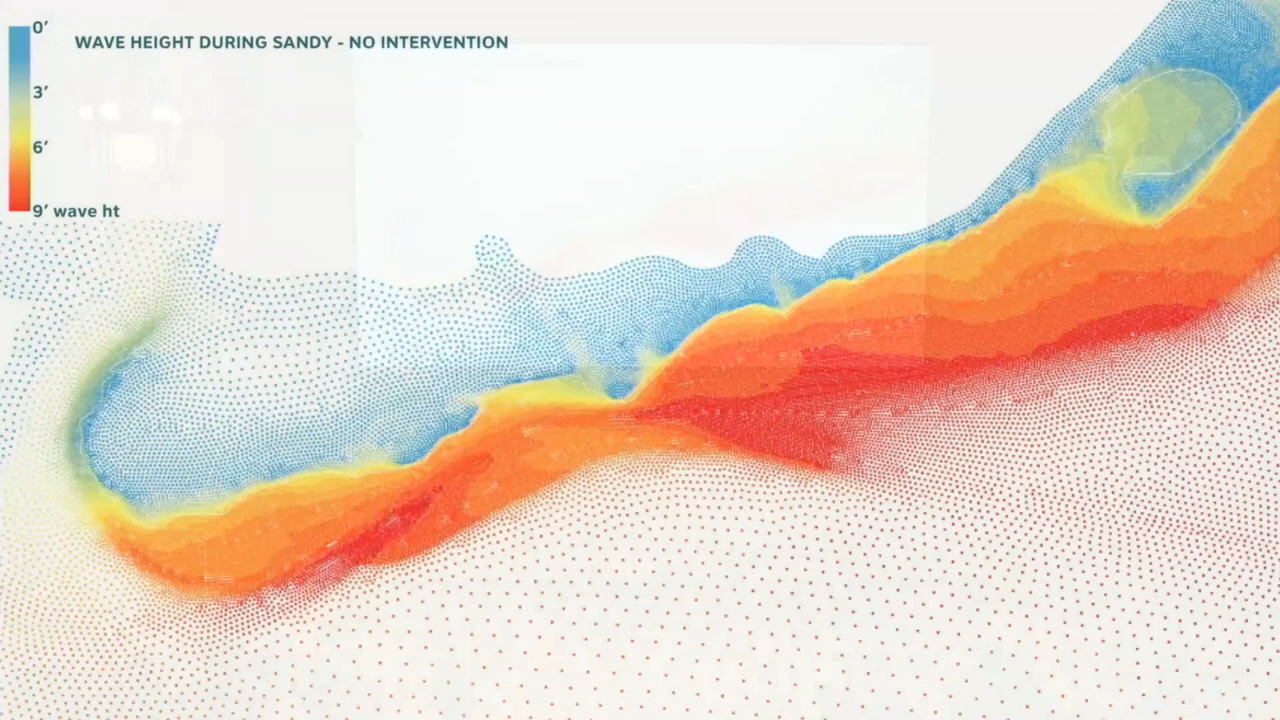 0′
WAVE HEIGHT DURING SANDY - NO INTERVENTION
3′
6′
9′ wave ht